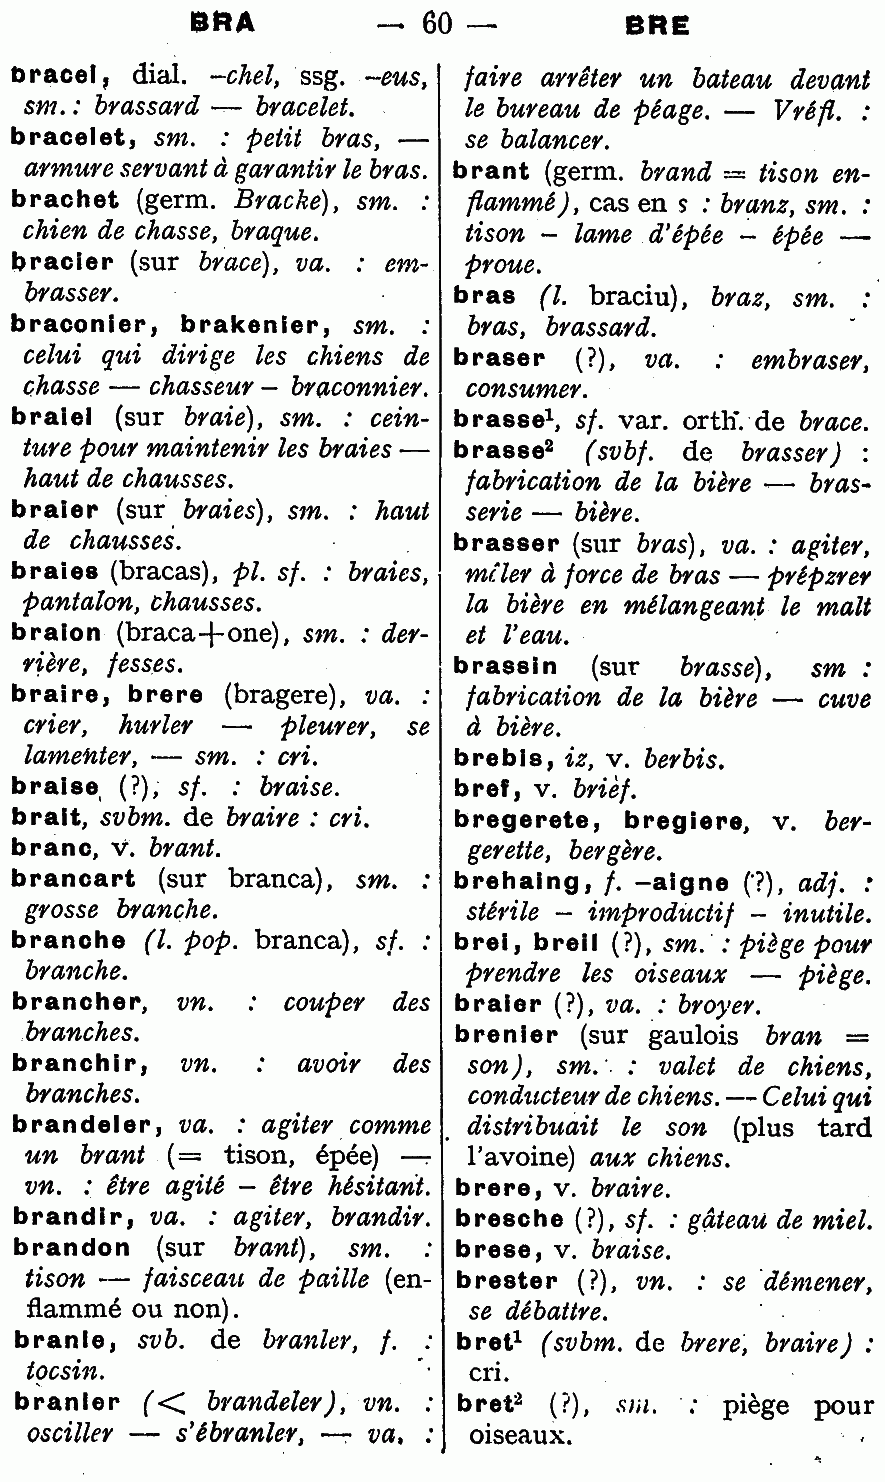 BRA — 60 — BRE
bracel, dial. –chel, ssg. –eus,
sm. : brassard — bracelet.
bracelet, sm. : petit bras, —
armure servant à garantir le bras.
brachet (germ. Bracke), sm. :
chien de chasse, braque.
bracier (sur brace), va. : em-
brasser.
braconier, brakenier, sm. :
celui qui dirige les chiens de
chasse — chasseur – braconnier.
braiel (sur braie), sm. : cein-
ture pour maintenir les braies —
haut de chausses.
braier (sur braies), sm. : haut
de chausses.
braies (bracas), pl. sf. : braies,
pantalon, chausses.
braion (braca+one), sm. : der-
rière, fesses.
braire, brere (bragere), va. :
crier, hurler — pleurer, se
lamenter, — sm. : cri.
braise (?), sf. : braise.
brait, svbm. de braire : cri.
branc, v. brant.
brancart (sur branca), sm. :
grosse branche.
branche (l. pop. branca), sf. :
branche.
brancher, vn. : couper des
branches.
branchir, vn. : avoir des
branches.
brandeler, va. : agiter comme
un brant (= tison, épée) —
vn. : être agité – être hésitant.
brandir, va. : agiter, brandir.
brandon (sur brant), sm. :
tison — faisceau de paille (en-
flammé ou non).
branle, svb. de branler, f. :
tocsin.
branler (< brandeler), vn. :
osciller — s'ébranler, — va. :
faire arrêter un bateau devant
le bureau de péage. — Vréfl. :
se balancer.
brant (germ. brand = tison en-
flammé), cas en s : branz, sm. :
tison – lame d'épée – épée —
proue.
bras (l. braciu), braz, sm. :
bras, brassard.
braser (?), va. : embraser,
consumer.
brasse¹, sf. var. orth. de brace.
brasse² (svbf. de brasser) :
fabrication de la bière — bras-
serie — bière.
brasser (sur bras), va. : agiter,
mêler à force de bras — prépzrer
la bière en mélangeant le malt
et l'eau.
brassin (sur brasse), sm :
fabrication de la bière — cuve
à bière.
brebis, iz, v. berbis.
bref, v. brièf.
bregerete, bregiere, v. ber-
gerette, bergère.
brehaing, f. –aigne (?), adj. :
stérile – improductif – inutile.
brei, breil (?), sm. : piège pour
prendre les oiseaux — piège.
braier (?), va. : broyer.
brenier (sur gaulois bran =
son), sm. : valet de chiens,
conducteur de chiens. — Celui qui
distribuait le son (plus tard
l'avoine) aux chiens.
brere, v. braire.
bresche (?), sf. : gâteau de miel.
brese, v. braise.
brester (?), vn. : se démener,
se débattre.
bret¹ (svbm. de brere, braire) :
cri.
bret² (?), sm. : piège pour
oiseaux.